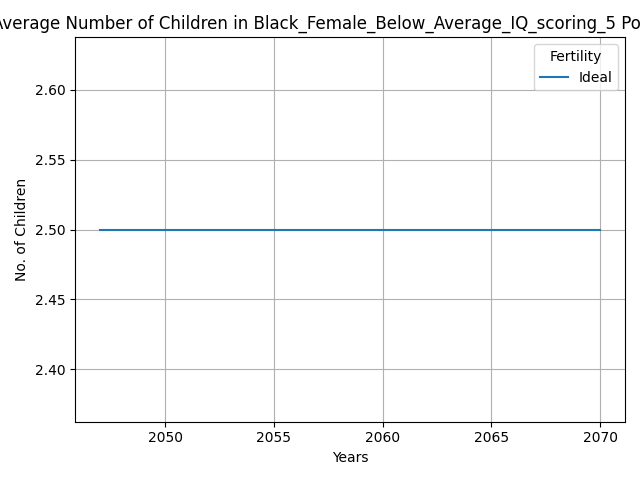 Average Number of Children in Black_Female_Below_Average_IQ_scoring_5 Po
Fertility
Ideal
2.60
2.55
2.50
2.45
2.40
No. of Children
2050 2055 2060 2065 2070
Years